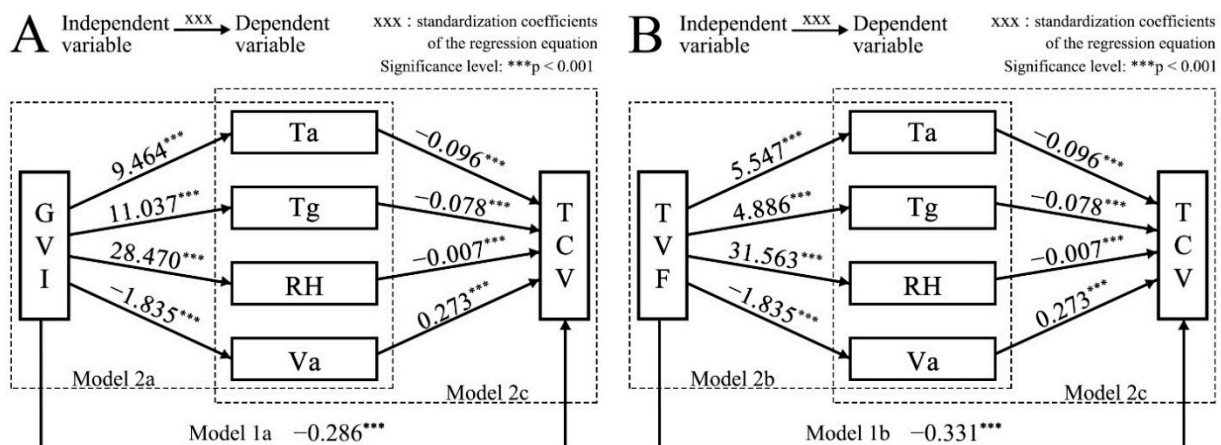 A
Independent variable
xxx
Dependent variable
xxx : standardization coefficients
of the regression equation
Significance level: ***p < 0.001
GVI
9.464***
11.037***
28.470***
−1.835***
Ta
Tg
RH
Va
−0.096***
−0.078***
−0.007***
0.273***
TCV
Model 2a
Model 2c
Model 1a −0.286***
B
Independent variable
xxx
Dependent variable
xxx : standardization coefficients
of the regression equation
Significance level: ***p < 0.001
TVF
5.547***
4.886***
31.563***
−1.835***
Ta
Tg
RH
Va
−0.096***
−0.078***
−0.007***
0.273***
TCV
Model 2b
Model 2c
Model 1b −0.331***